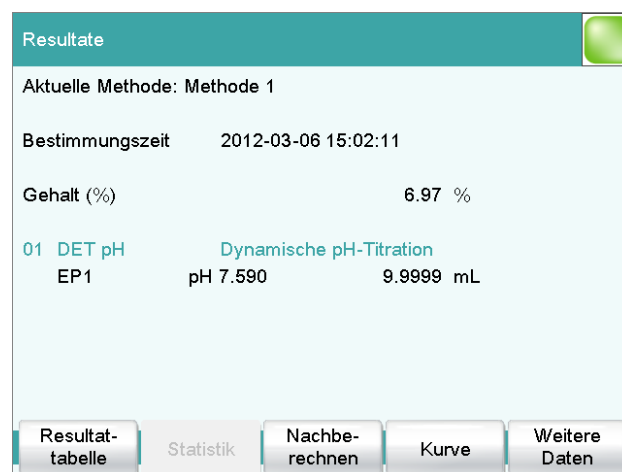 Resultate
Aktuelle Methode: Methode 1
Bestimmungszeit 2012-03-06 15:02:11
Gehalt (%) 6.97 %
01 DET pH Dynamische pH-Titration
EP1 pH 7.590 9.9999 mL
Resultat-
tabelle
Statistik
Nachbe-
rechnen
Kurve
Weitere
Daten